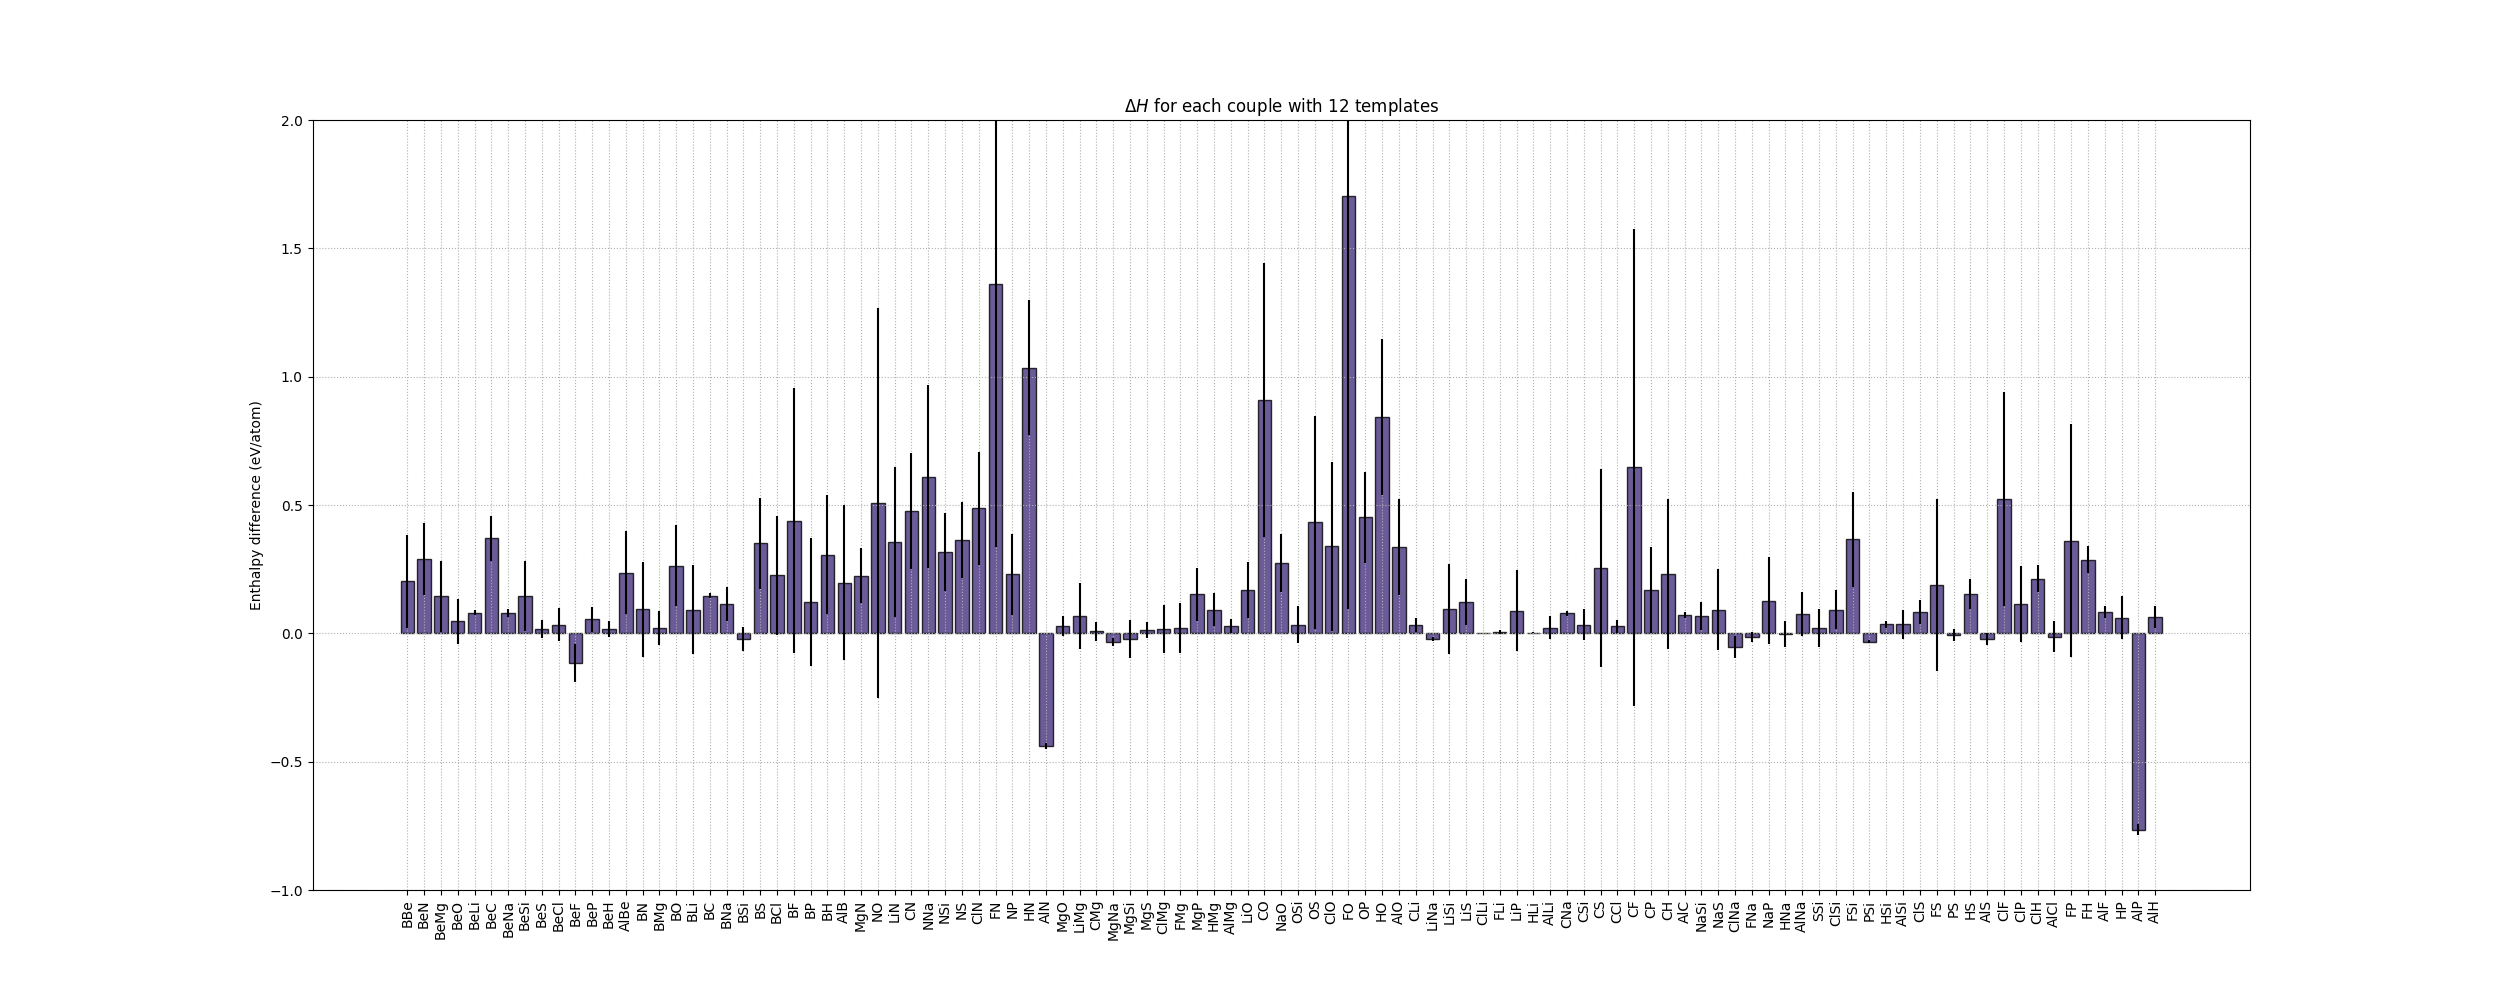 ΔH for each couple with 12 templates
2.0
1.5
1.0
0.5
0.0
−0.5
−1.0
Enthalpy difference (eV/atom)
BBe BeN BeMg BeO BeLi BeC BeNa BeSi BeS BeCl BeF BeP BeH AlBe BN BMg BO BLi BC BNa BSi BS BCl BF BP BH AlB MgN NO LiN CN NNa NSi NS ClN FN NP HN AlN MgO LiMg CMg MgNa MgSi MgS ClMg FMg MgP HMg AlMg LiO CO NaO OSi OS ClO FO OP HO AlO CLi LiNa LiSi LiS ClLi FLi LiP HLi AlLi CNa CSi CS CCl CF CP CH AlC NaSi NaS ClNa FNa NaP HNa AlNa SSi ClSi FSi PSi HSi AlSi ClS FS PS HS AlS ClF ClP ClH AlCl FP FH AlF HP AlP AlH